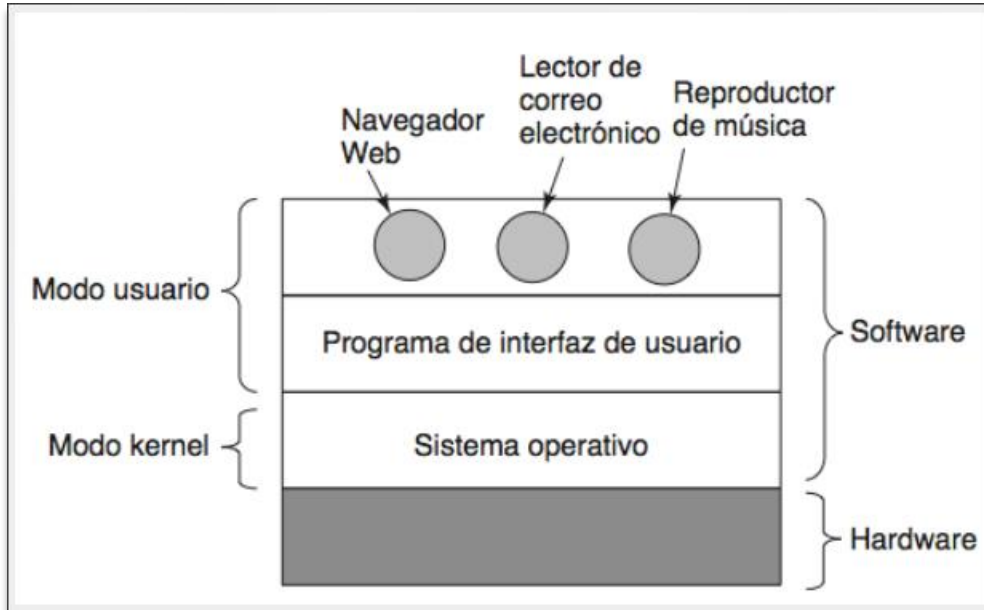 Navegador
Web
Lector de
correo
electrónico
Reproductor
de música
Modo usuario
Programa de interfaz de usuario
Software
Modo kernel
Sistema operativo
Hardware